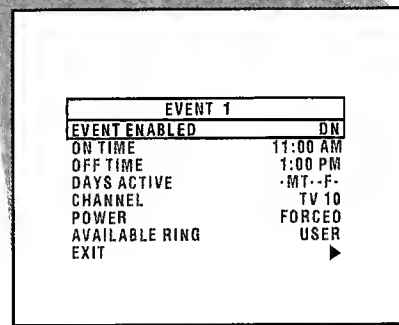 EVENT 1
EVENT ENABLED ON
ON TIME 11:00 AM
OFF TIME 1:00 PM
DAYS ACTIVE -MT--F-
CHANNEL TV 10
POWER FORCED
AVAILABLE RING USER
EXIT ▶